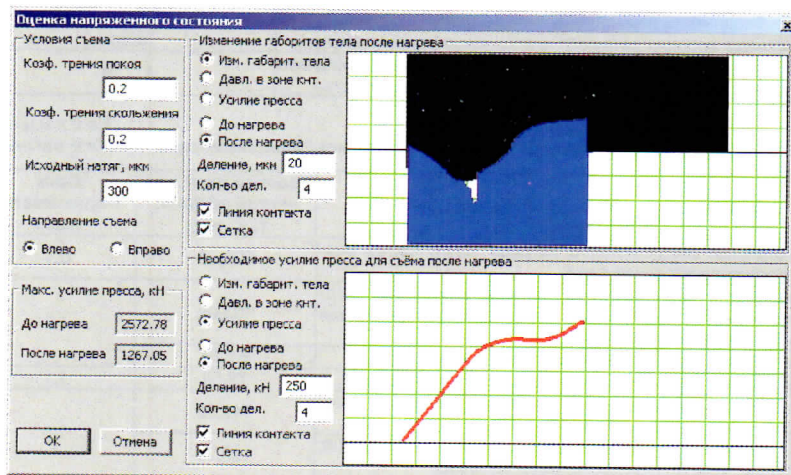 Оценка напряженного состояния
Условия съема
Коэф. трения покоя
0.2
Коэф. трения скольжения
0.2
Исходный натяг, мкм
300
Направление съема
Влево
Вправо
Макс. усилие пресса, кН
До нагрева 2572.78
После нагрева 1267.05
ОК
Отмена
Изменение габоритов тела после нагрева
Изм. габарит. тела
Давл. в зоне кнт.
Усилие пресса
До нагрева
После нагрева
Деление, мкн 20
Кол-во дел. 4
Линия контакта
Сетка
Необходимое усилие пресса для съёма после нагрева
Изм. габарит. тела
Давл. в зоне кнт.
Усилие пресса
До нагрева
После нагрева
Деление, кН 250
Кол-во дел. 4
Линия контакта
Сетка